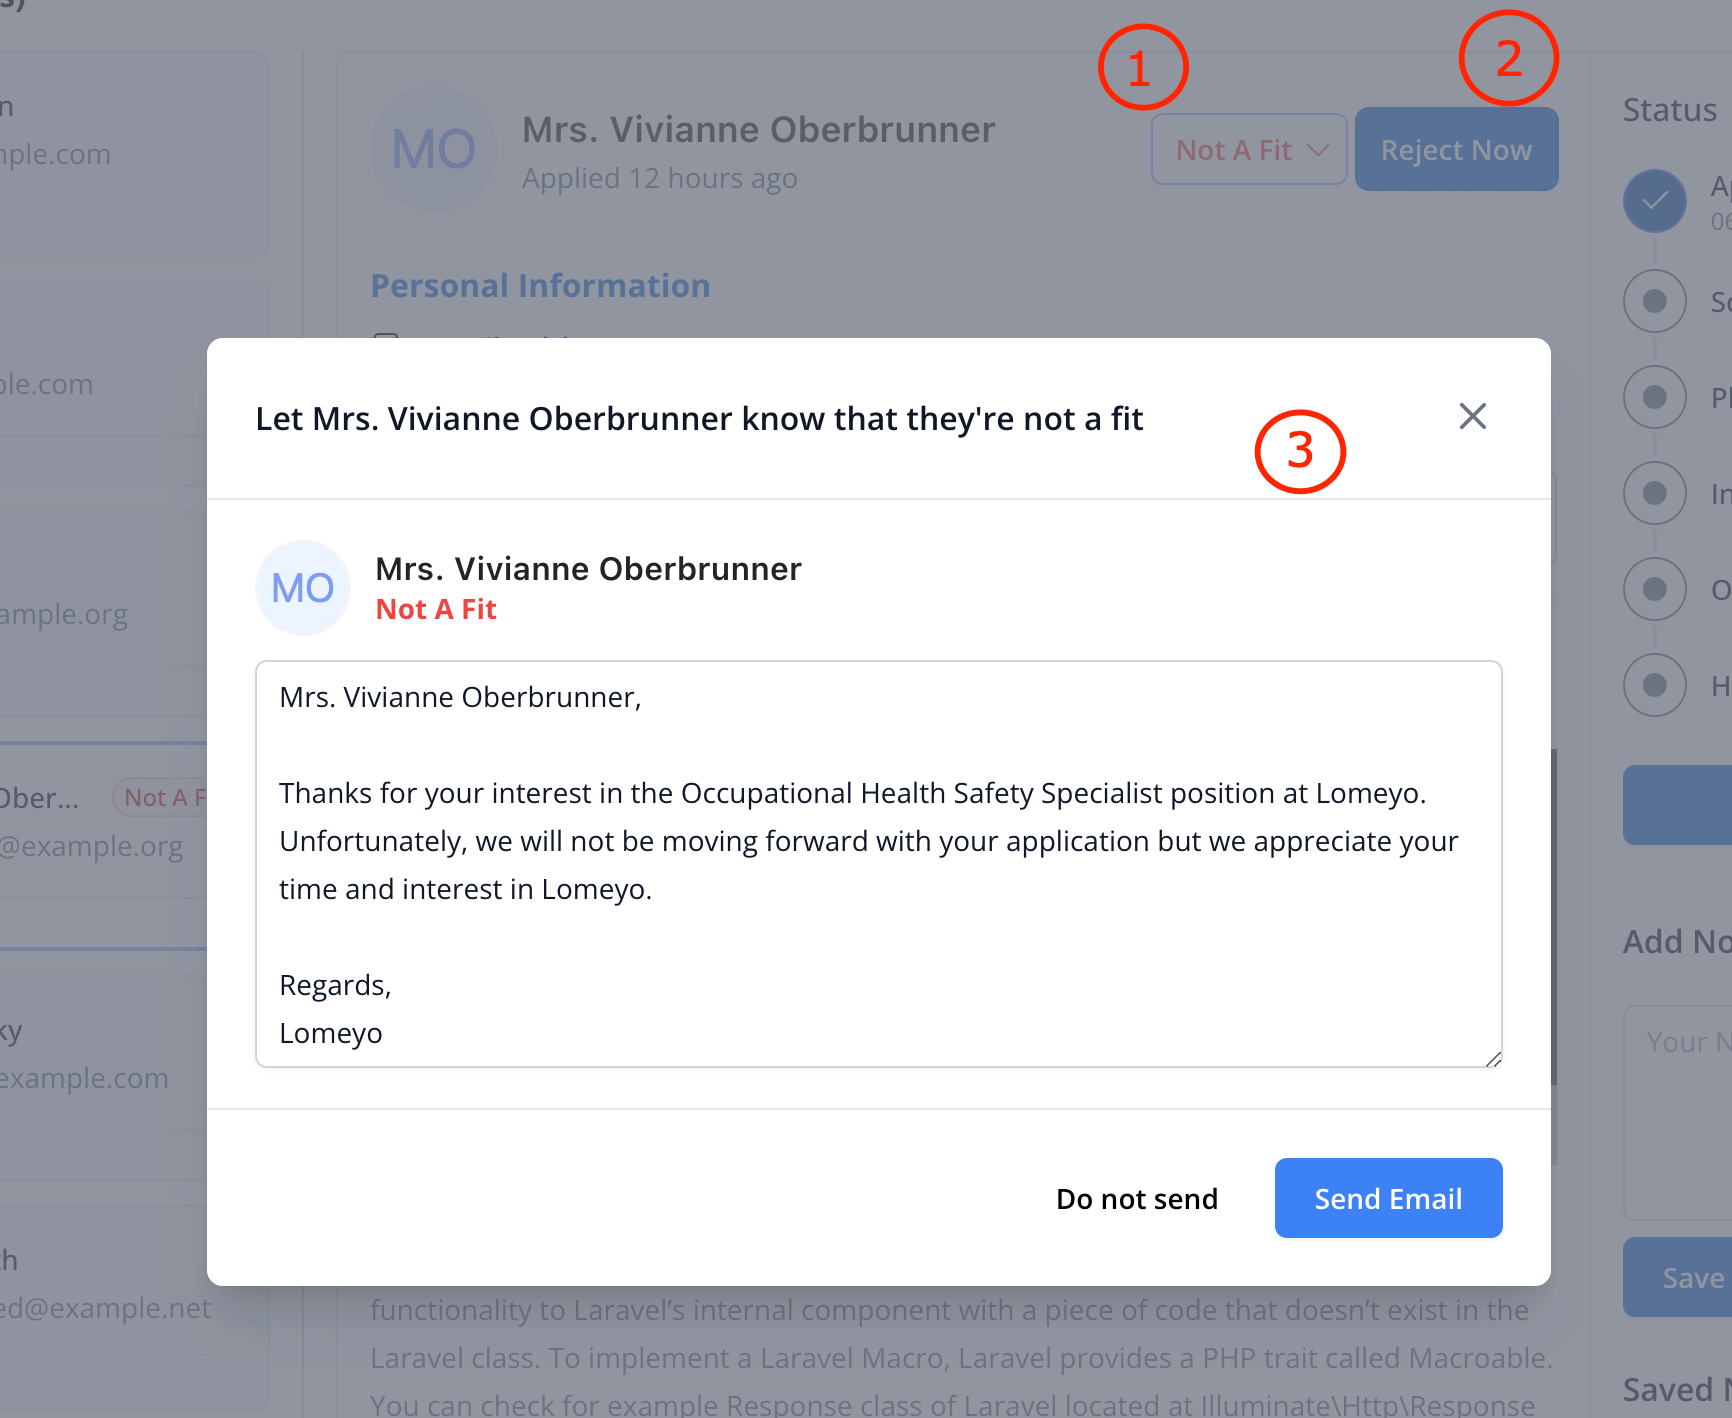 s)
1
2
n
MO
Mrs. Vivianne Oberbrunner
Not A Fit
Reject Now
Status
mple.com
Applied 12 hours ago
06
Personal Information
ple.com
Let Mrs. Vivianne Oberbrunner know that they're not a fit
3
MO
Mrs. Vivianne Oberbrunner
Not A Fit
ample.org
Mrs. Vivianne Oberbrunner,
Thanks for your interest in the Occupational Health Safety Specialist position at Lomeyo.
Unfortunately, we will not be moving forward with your application but we appreciate your
time and interest in Lomeyo.
Regards,
Lomeyo
Ober...
Not A F
@example.org
Add No
ky
Your N
example.com
Do not send
Send Email
th
Save
ed@example.net
functionality to Laravel’s internal component with a piece of code that doesn’t exist in the
Laravel class. To implement a Laravel Macro, Laravel provides a PHP trait called Macroable.
You can check for example Response class of Laravel located at Illuminate\Http\Response
Saved